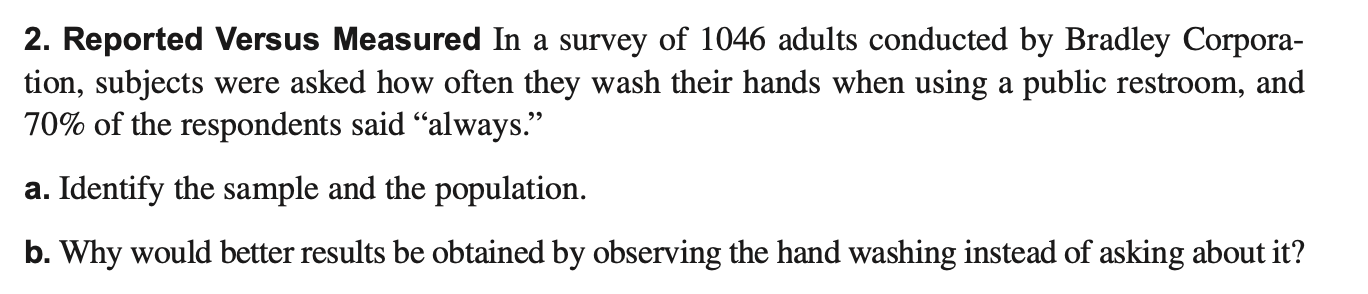 2. Reported Versus Measured In a survey of 1046 adults conducted by Bradley Corpora-
tion, subjects were asked how often they wash their hands when using a public restroom, and
70% of the respondents said “always.”
a. Identify the sample and the population.
b. Why would better results be obtained by observing the hand washing instead of asking about it?